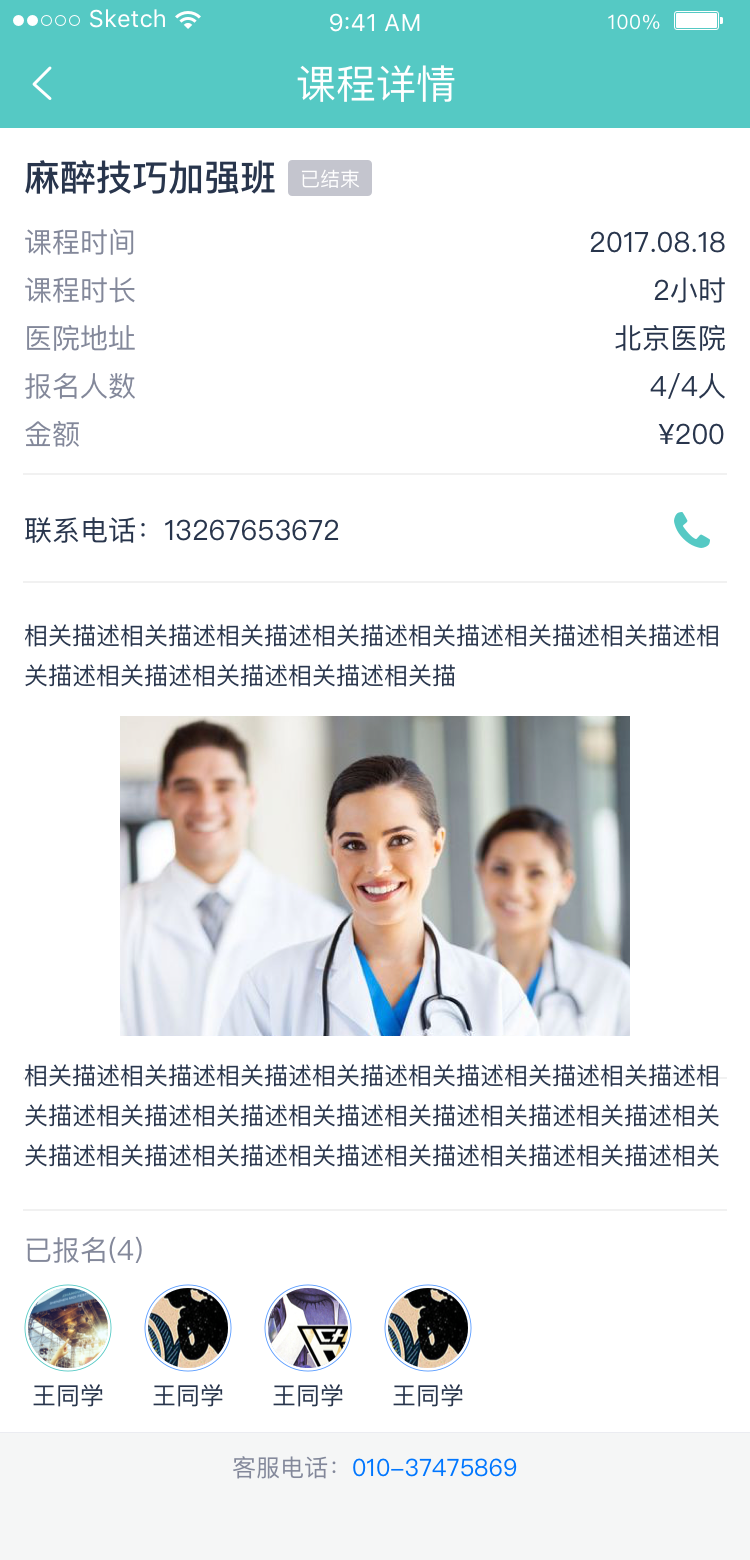 Sketch 9:41 AM 100%
课程详情
麻醉技巧加强班 已结束
课程时间 2017.08.18
课程时长 2小时
医院地址 北京医院
报名人数 4/4人
金额 ¥200
联系电话：13267653672
相关描述相关描述相关描述相关描述相关描述相关描述相关描述相
关描述相关描述相关描述相关描述相关描
相关描述相关描述相关描述相关描述相关描述相关描述相关描述相
关描述相关描述相关描述相关描述相关描述相关描述相关描述相关
关描述相关描述相关描述相关描述相关描述相关描述相关描述相关
已报名(4)
王同学 王同学 王同学 王同学
客服电话：010-37475869